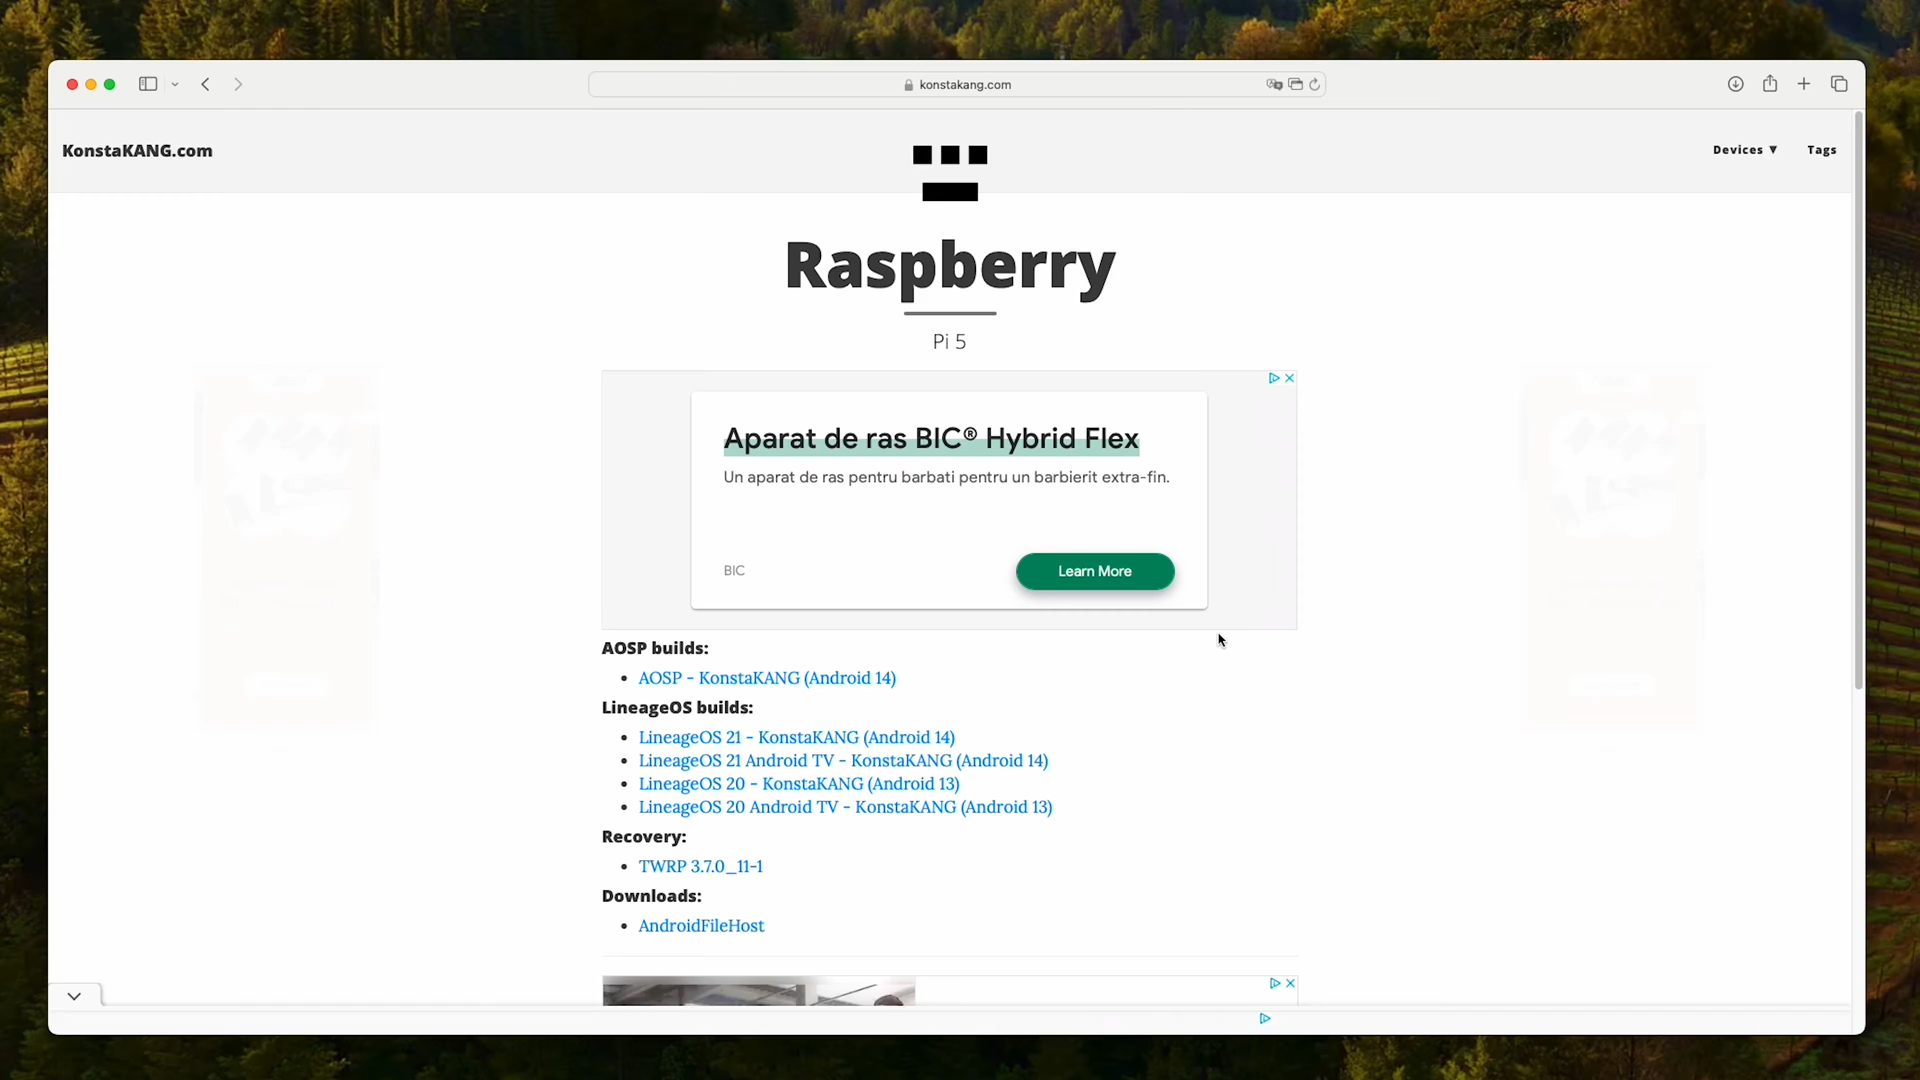 konstakang.com
KonstaKANG.com
Devices ▼
Tags
Raspberry
Pi 5
Aparat de ras BIC® Hybrid Flex
Un aparat de ras pentru barbati pentru un barbierit extra-fin.
BIC
Learn More
AOSP builds:
AOSP - KonstaKANG (Android 14)
LineageOS builds:
LineageOS 21 - KonstaKANG (Android 14)
LineageOS 21 Android TV - KonstaKANG (Android 14)
LineageOS 20 - KonstaKANG (Android 13)
LineageOS 20 Android TV - KonstaKANG (Android 13)
Recovery:
TWRP 3.7.0_11-1
Downloads:
AndroidFileHost